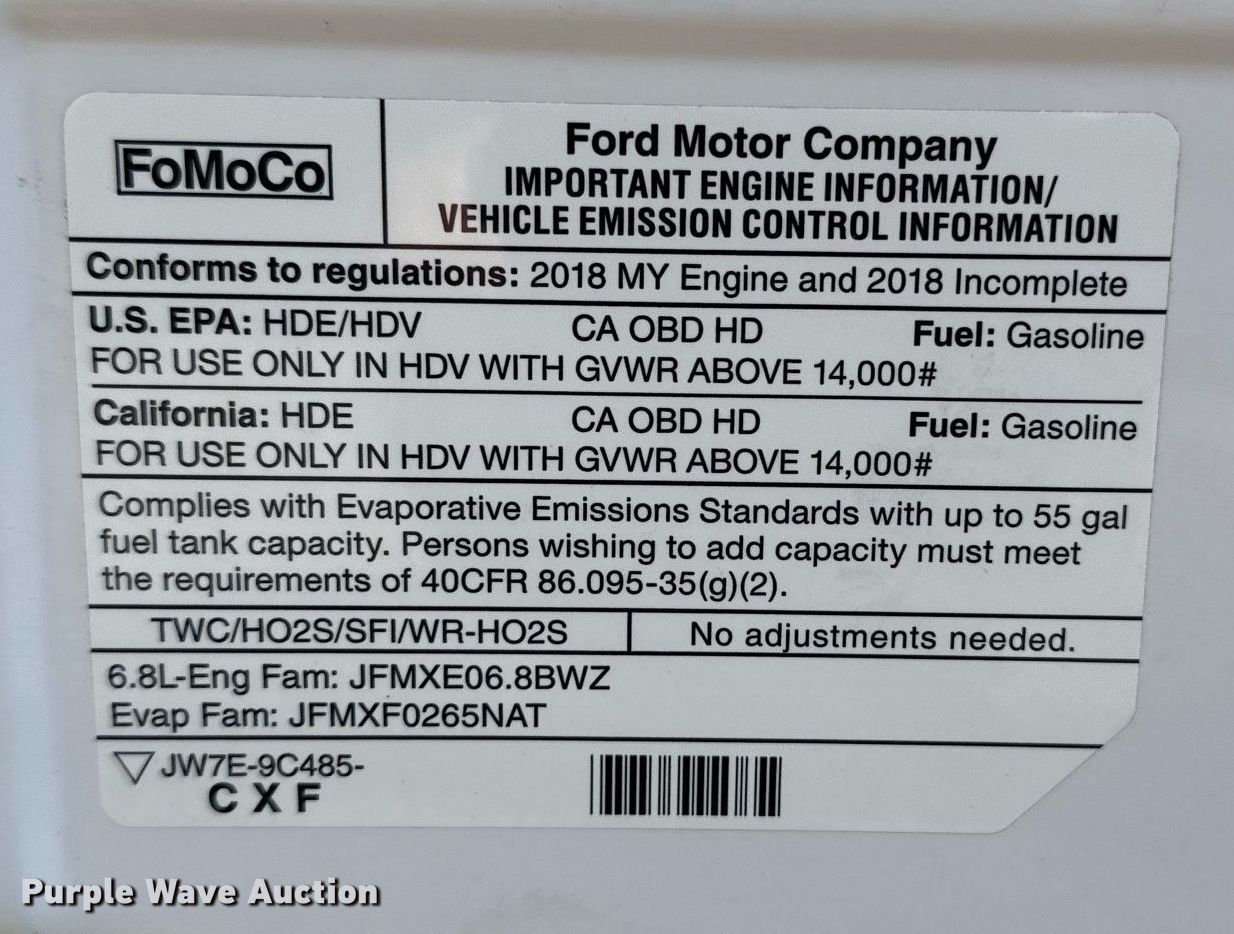 FoMoCo
Ford Motor Company
IMPORTANT ENGINE INFORMATION/
VEHICLE EMISSION CONTROL INFORMATION
Conforms to regulations: 2018 MY Engine and 2018 Incomplete
U.S. EPA: HDE/HDV CA OBD HD Fuel: Gasoline
FOR USE ONLY IN HDV WITH GVWR ABOVE 14,000#
California: HDE CA OBD HD Fuel: Gasoline
FOR USE ONLY IN HDV WITH GVWR ABOVE 14,000#
Complies with Evaporative Emissions Standards with up to 55 gal
fuel tank capacity. Persons wishing to add capacity must meet
the requirements of 40CFR 86.095-35(g)(2).
TWC/HO2S/SFI/WR-HO2S No adjustments needed.
6.8L-Eng Fam: JFMXE06.8BWZ
Evap Fam: JFMXF0265NAT
JW7E-9C485-
C X F
Purple Wave Auction